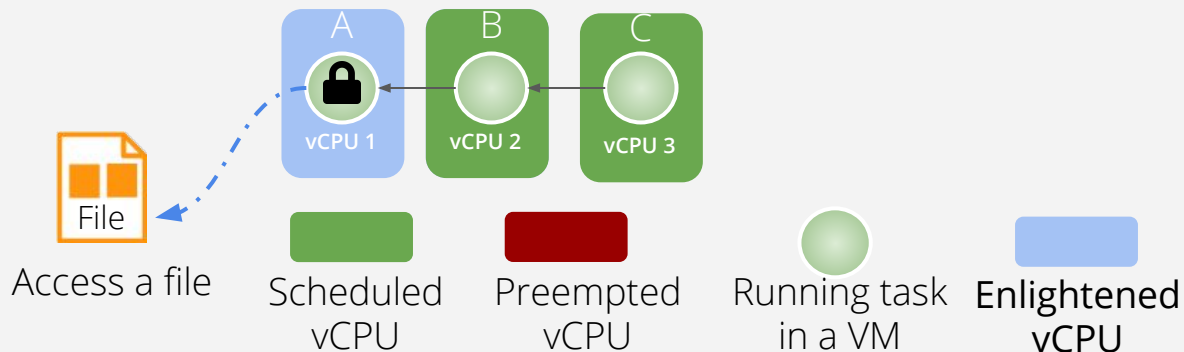 A
B
C
vCPU 1
vCPU 2
vCPU 3
File
Access a file
Scheduled
vCPU
Preempted
vCPU
Running task
in a VM
Enlightened
vCPU